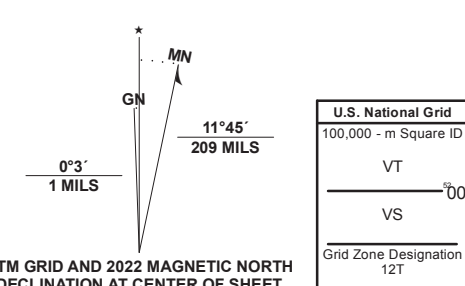 ★
MN
GN
11°45´
209 MILS
0°3´
1 MILS
TM GRID AND 2022 MAGNETIC NORTH
DECLINATION AT CENTER OF SHEET
U.S. National Grid
100,000 - m Square ID
VT
5200
VS
Grid Zone Designation
12T